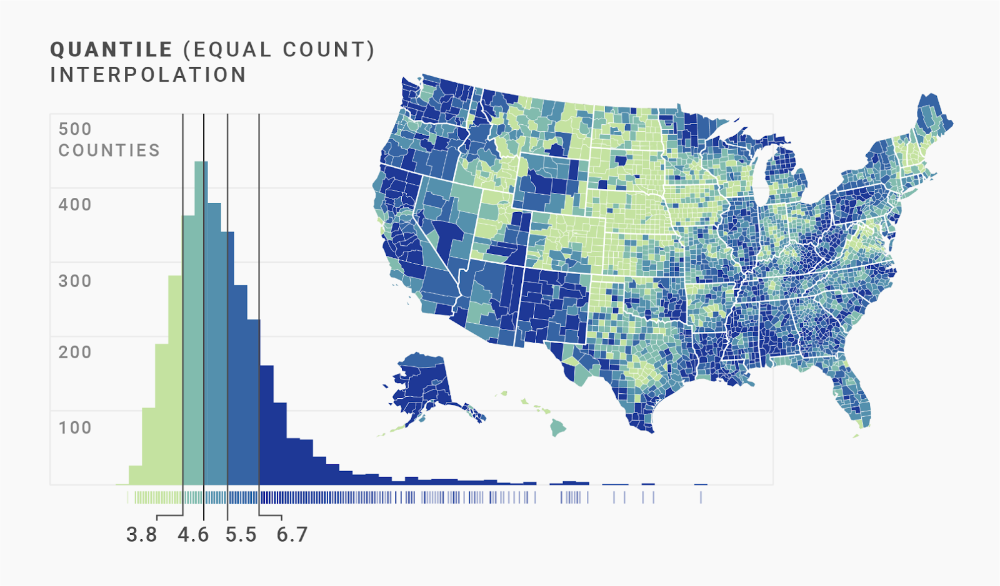 QUANTILE (EQUAL COUNT)
INTERPOLATION
500
COUNTIES
400
300
200
100
3.8 4.6 5.5 6.7